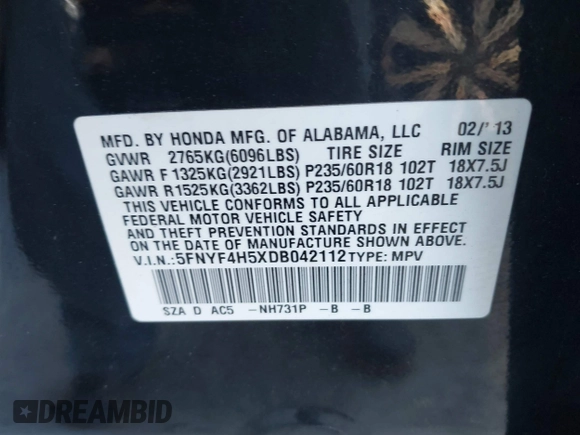 MFD. BY HONDA MFG. OF ALABAMA, LLC 02/'13
GVWR 2765KG(6096LBS) TIRE SIZE RIM SIZE
GAWR F 1325KG(2921LBS) P235/60R18 102T 18X7.5J
GAWR R 1525KG(3362LBS) P235/60R18 102T 18X7.5J
THIS VEHICLE CONFORMS TO ALL APPLICABLE
FEDERAL MOTOR VEHICLE SAFETY
AND THEFT PREVENTION STANDARDS IN EFFECT
ON THE DATE OF MANUFACTURE SHOWN ABOVE.
V.I.N.:5FNYF4H5XDB042112 TYPE: MPV
SZA D AC5 -NH731P -B -B
DREAMBID